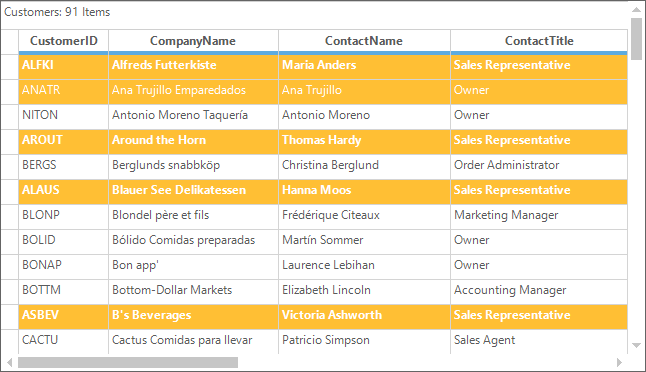 Customers: 91 Items
CustomerID CompanyName ContactName ContactTitle
ALFKI Alfreds Futterkiste Maria Anders Sales Representative
ANATR Ana Trujillo Emparedados Ana Trujillo Owner
NITON Antonio Moreno Taquería Antonio Moreno Owner
AROUT Around the Horn Thomas Hardy Sales Representative
BERGS Berglunds snabbköp Christina Berglund Order Administrator
ALAUS Blauer See Delikatessen Hanna Moos Sales Representative
BLONP Blondel père et fils Frédérique Citeaux Marketing Manager
BOLID Bólido Comidas preparadas Martín Sommer Owner
BONAP Bon app' Laurence Lebihan Owner
BOTTM Bottom-Dollar Markets Elizabeth Lincoln Accounting Manager
ASBEV B's Beverages Victoria Ashworth Sales Representative
CACTU Cactus Comidas para llevar Patricio Simpson Sales Agent